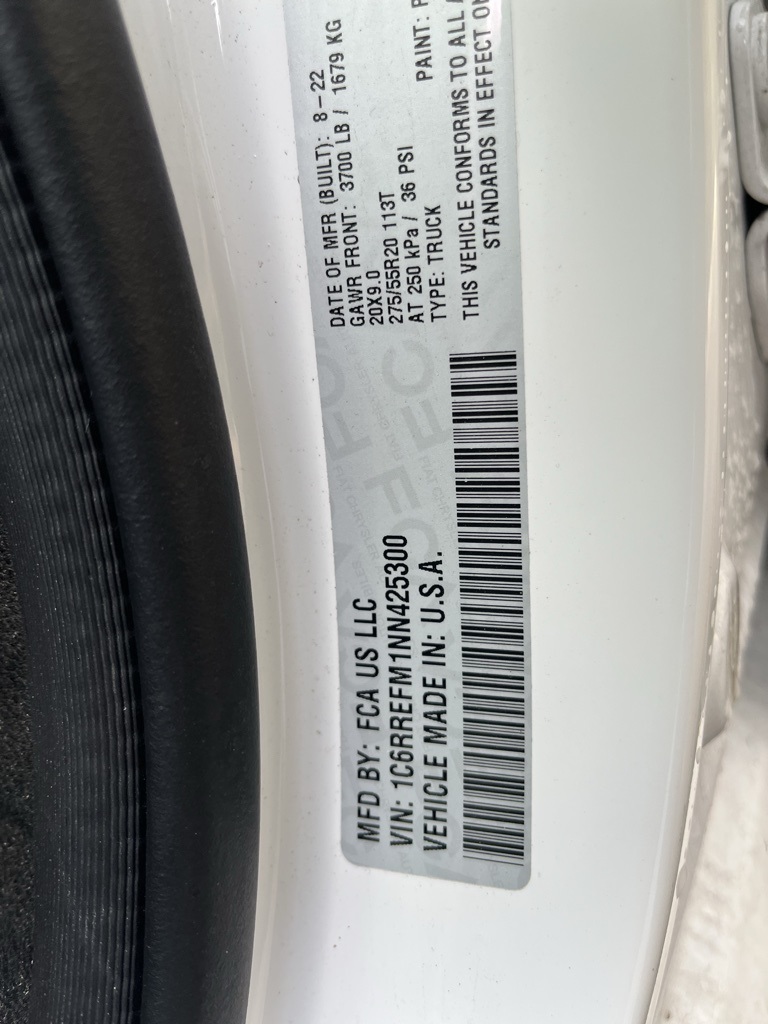 MFD BY: FCA US LLC
VIN: 1C6RREFM1NN425300
VEHICLE MADE IN: U.S.A.
DATE OF MFR (BUILT): 8-22
GAWR FRONT: 3700 LB / 1679 KG
20X9.0
275/55R20 113T
AT 250 kPa / 36 PSI
TYPE: TRUCK PAINT:
THIS VEHICLE CONFORMS TO ALL
STANDARDS IN EFFECT